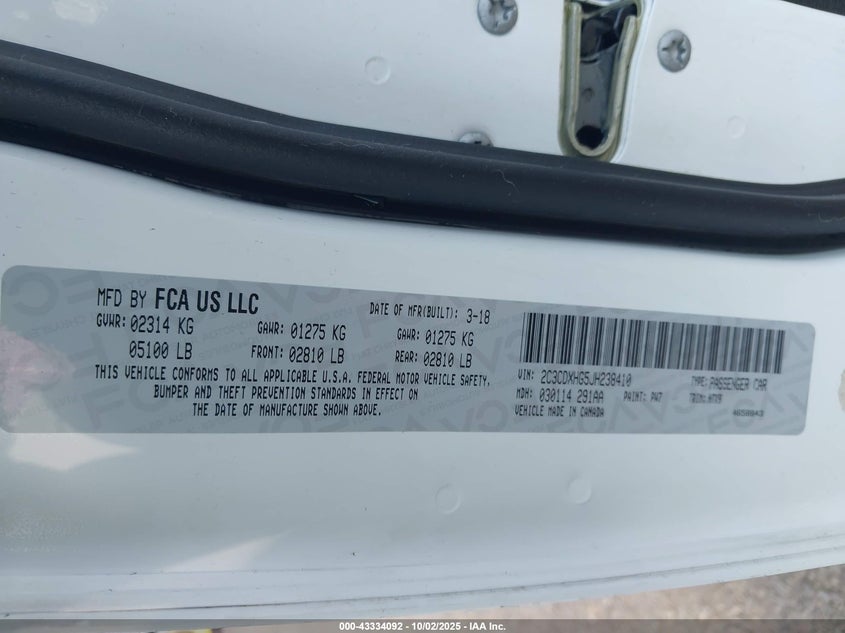 MFD BY FCA US LLC
DATE OF MFR(BUILT): 3-18
GVWR: 02314 KG
GAWR: 01275 KG
GAWR: 01275 KG
05100 LB
FRONT: 02810 LB
REAR: 02810 LB
THIS VEHICLE CONFORMS TO ALL APPLICABLE U.S.A. FEDERAL MOTOR VEHICLE SAFETY,
BUMPER AND THEFT PREVENTION STANDARDS IN EFFECT ON
THE DATE OF MANUFACTURE SHOWN ABOVE.
VIN: 2C3CDXHG5JH238410
TYPE: PASSENGER CAR
MDH: 030114 291AA
PAINT: PW7
TRIM:
VEHICLE MADE IN CANADA
000-43334092 - 10/02/2025 - IAA Inc.